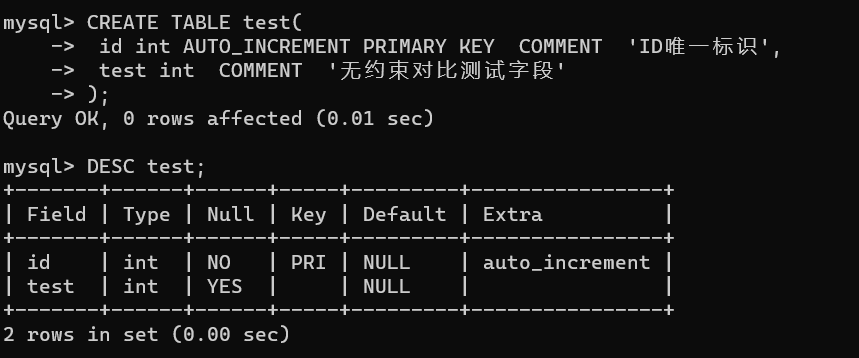 mysql> CREATE TABLE test(
    ->  id int AUTO_INCREMENT PRIMARY KEY  COMMENT  'ID唯一标识',
    ->  test int  COMMENT  '无约束对比测试字段'
    -> );
Query OK, 0 rows affected (0.01 sec)

mysql> DESC test;
+-------+------+------+-----+---------+----------------+
| Field | Type | Null | Key | Default | Extra          |
+-------+------+------+-----+---------+----------------+
| id    | int  | NO   | PRI | NULL    | auto_increment |
| test  | int  | YES  |     | NULL    |                |
+-------+------+------+-----+---------+----------------+
2 rows in set (0.00 sec)